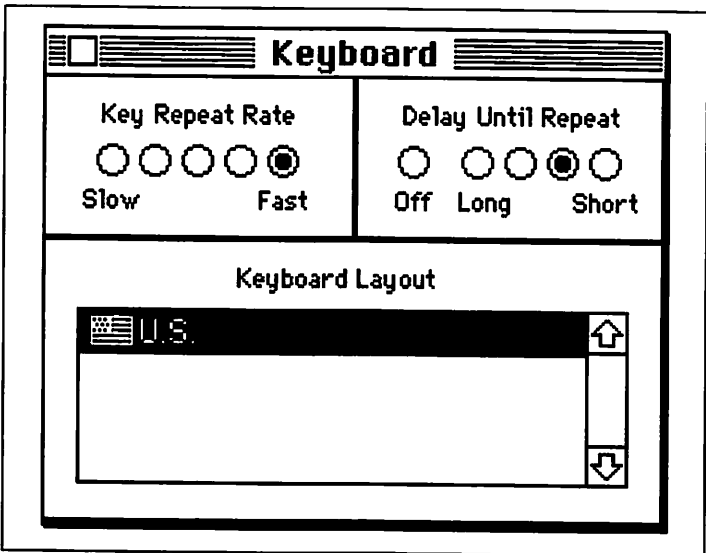 Keyboard
Key Repeat Rate
Slow Fast
Delay Until Repeat
Off Long Short
Keyboard Layout
U.S.